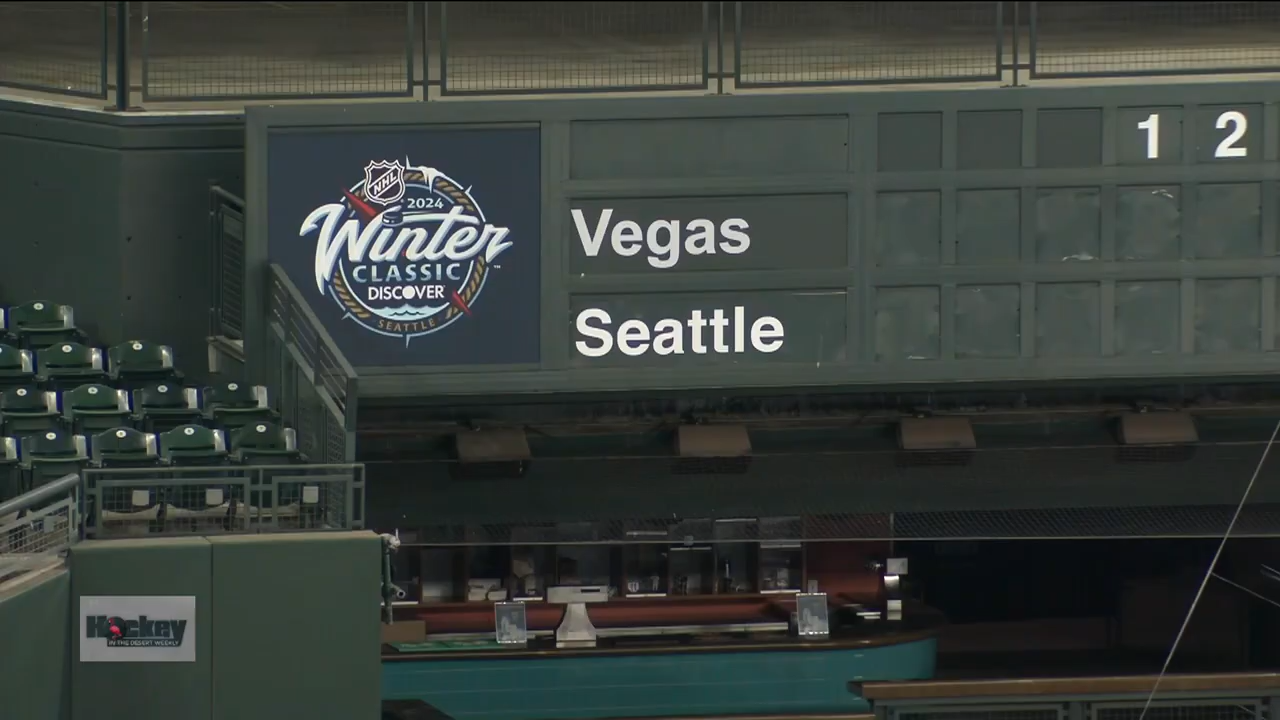 NHL
2024
Winter
CLASSIC
DISCOVER
SEATTLE
1 2
Vegas
Seattle
Hockey
IN THE DESERT WEEKLY